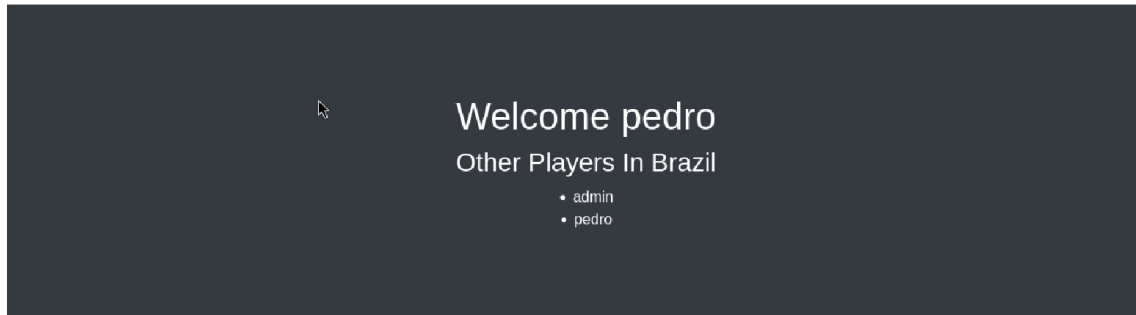 Welcome pedro
Other Players In Brazil
• admin
• pedro